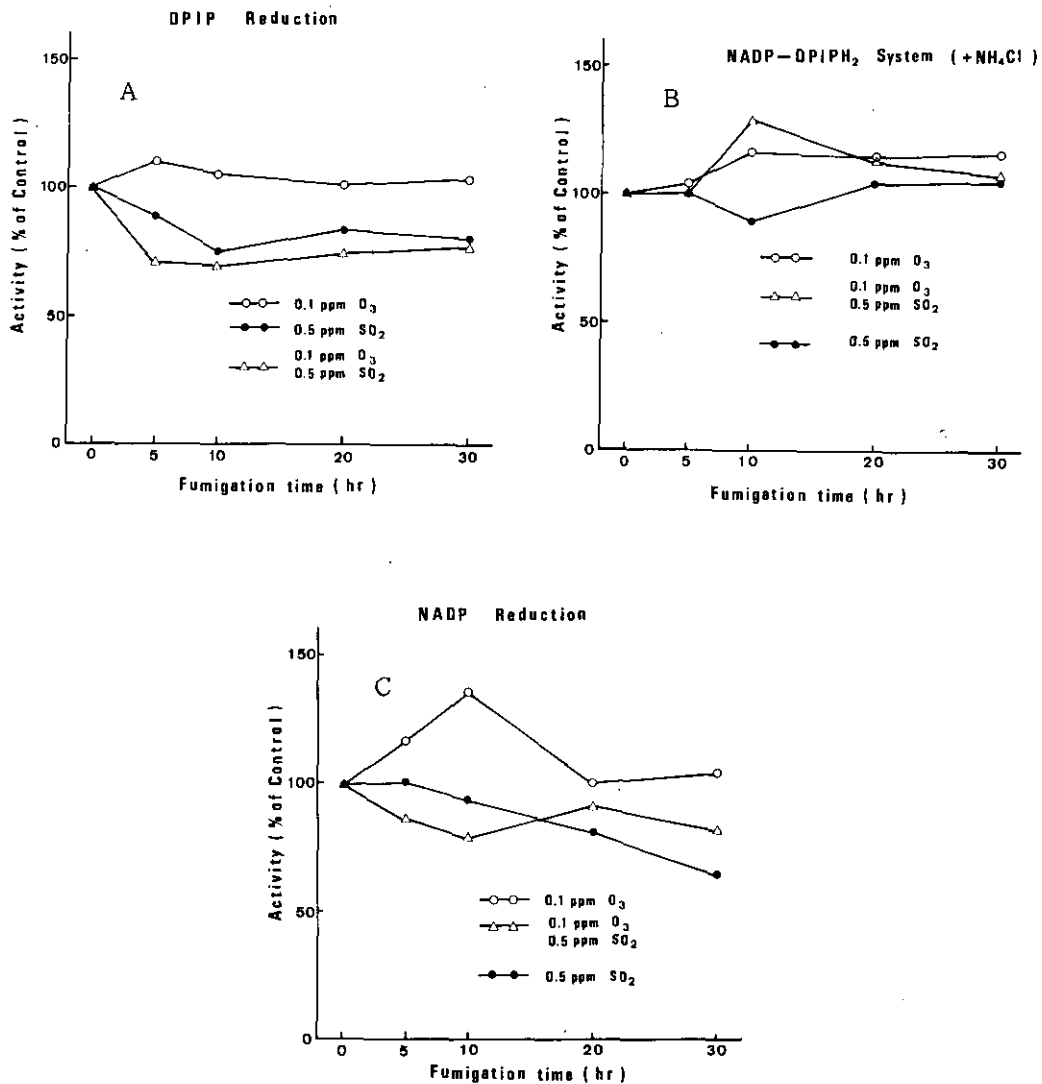 DPIP Reduction
A
Activity (% of Control)
150
100
50
0
0 5 10 20 30
Fumigation time (hr)
0.1 ppm O3
0.5 ppm SO2
0.1 ppm O3
0.5 ppm SO2
NADP—DPIPH2 System (+NH4Cl)
B
Activity (% of Control)
150
100
50
0
0 5 10 20 30
Fumigation time (hr)
0.1 ppm O3
0.1 ppm O3
0.5 ppm SO2
0.5 ppm SO2
NADP Reduction
C
Activity (% of Control)
150
100
50
0
0 5 10 20 30
Fumigation time (hr)
0.1 ppm O3
0.1 ppm O3
0.5 ppm SO2
0.5 ppm SO2